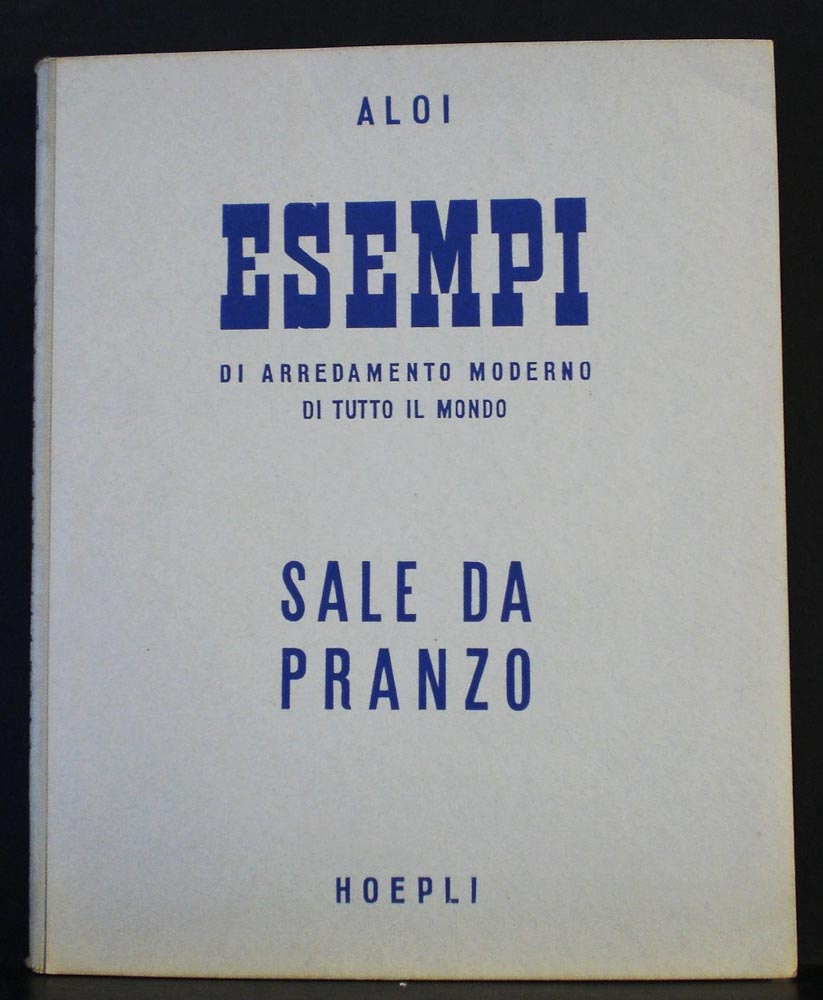 ALOI
ESEMPI
DI ARREDAMENTO MODERNO
DI TUTTO IL MONDO
SALE DA
PRANZO
HOEPLI